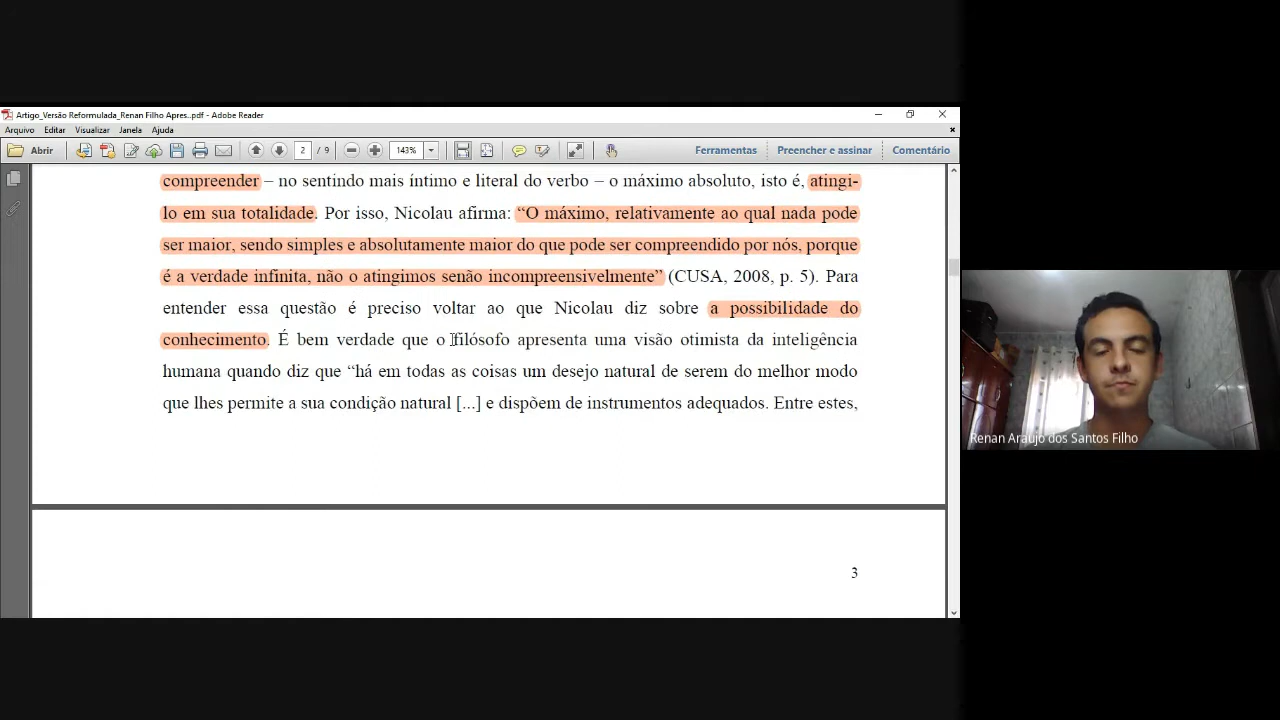 Artigo_Versão Reformulada_Renan Filho Apres..pdf - Adobe Reader
Arquivo Editar Visualizar Janela Ajuda
Abrir 2 / 9 143% Ferramentas Preencher e assinar Comentário
compreender – no sentido mais íntimo e literal do verbo – o máximo absoluto, isto é, atingi-
lo em sua totalidade. Por isso, Nicolau afirma: “O máximo, relativamente ao qual nada pode
ser maior, sendo simples e absolutamente maior do que pode ser compreendido por nós, porque
é a verdade infinita, não o atingimos senão incompreensivelmente” (CUSA, 2008, p. 5). Para
entender essa questão é preciso voltar ao que Nicolau diz sobre a possibilidade do
conhecimento. É bem verdade que o filósofo apresenta uma visão otimista da inteligência
humana quando diz que “há em todas as coisas um desejo natural de serem do melhor modo
que lhes permite a sua condição natural [...] e dispõem de instrumentos adequados. Entre estes,
3
Renan Araújo dos Santos Filho